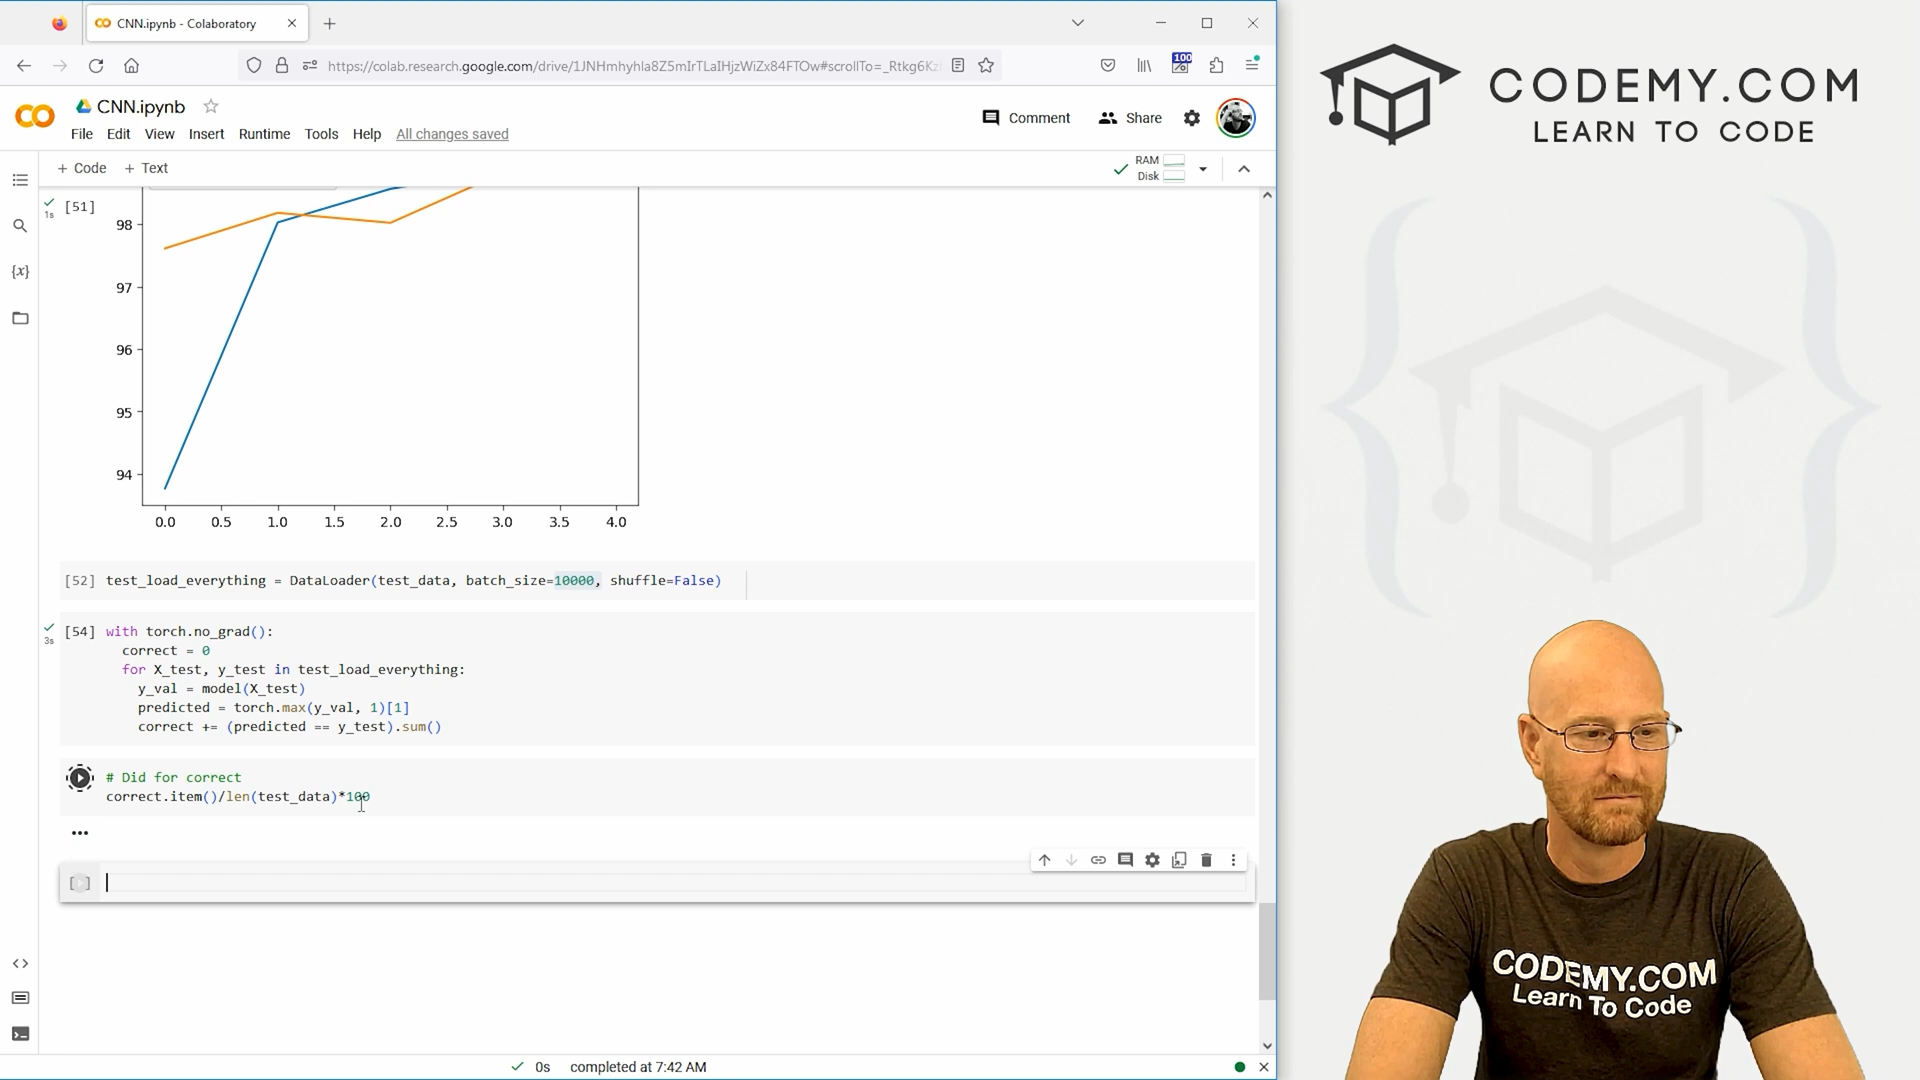 CNN.ipynb - Colaboratory
100
https://colab.research.google.com/drive/1JNHmhyhla8Z5mIrTLaIHjzWiZx84FTOw#scrollTo=_Rtkg6Kz
CNN.ipynb
File Edit View Insert Runtime Tools Help All changes saved
Comment Share
+ Code + Text
RAM
Disk
[51]
1s
98
97
96
95
94
0.0 0.5 1.0 1.5 2.0 2.5 3.0 3.5 4.0
[52] test_load_everything = DataLoader(test_data, batch_size=10000, shuffle=False)
[54] with torch.no_grad():
3s
correct = 0
for X_test, y_test in test_load_everything:
y_val = model(X_test)
predicted = torch.max(y_val, 1)[1]
correct += (predicted == y_test).sum()
# Did for correct
correct.item()/len(test_data)*100
[ ]
0s completed at 7:42 AM
CODEMY.COM
LEARN TO CODE
CODEMY.COM
Learn To Code